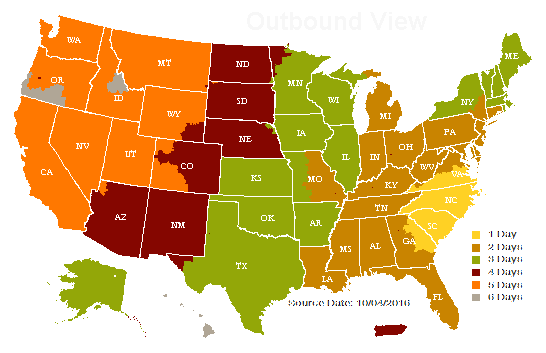 Outbound View
WA
MT
ND
MN
ME
OR
ID
SD
WI
NY
WY
MI
IA
NE
PA
NV
UT
CO
IL
IN
OH
WV
VA
CA
KS
MO
KY
NC
TN
AZ
NM
OK
AR
SC
MS
AL
GA
TX
LA
FL
1 Day
2 Days
3 Days
4 Days
5 Days
6 Days
Source Date: 10/04/2016